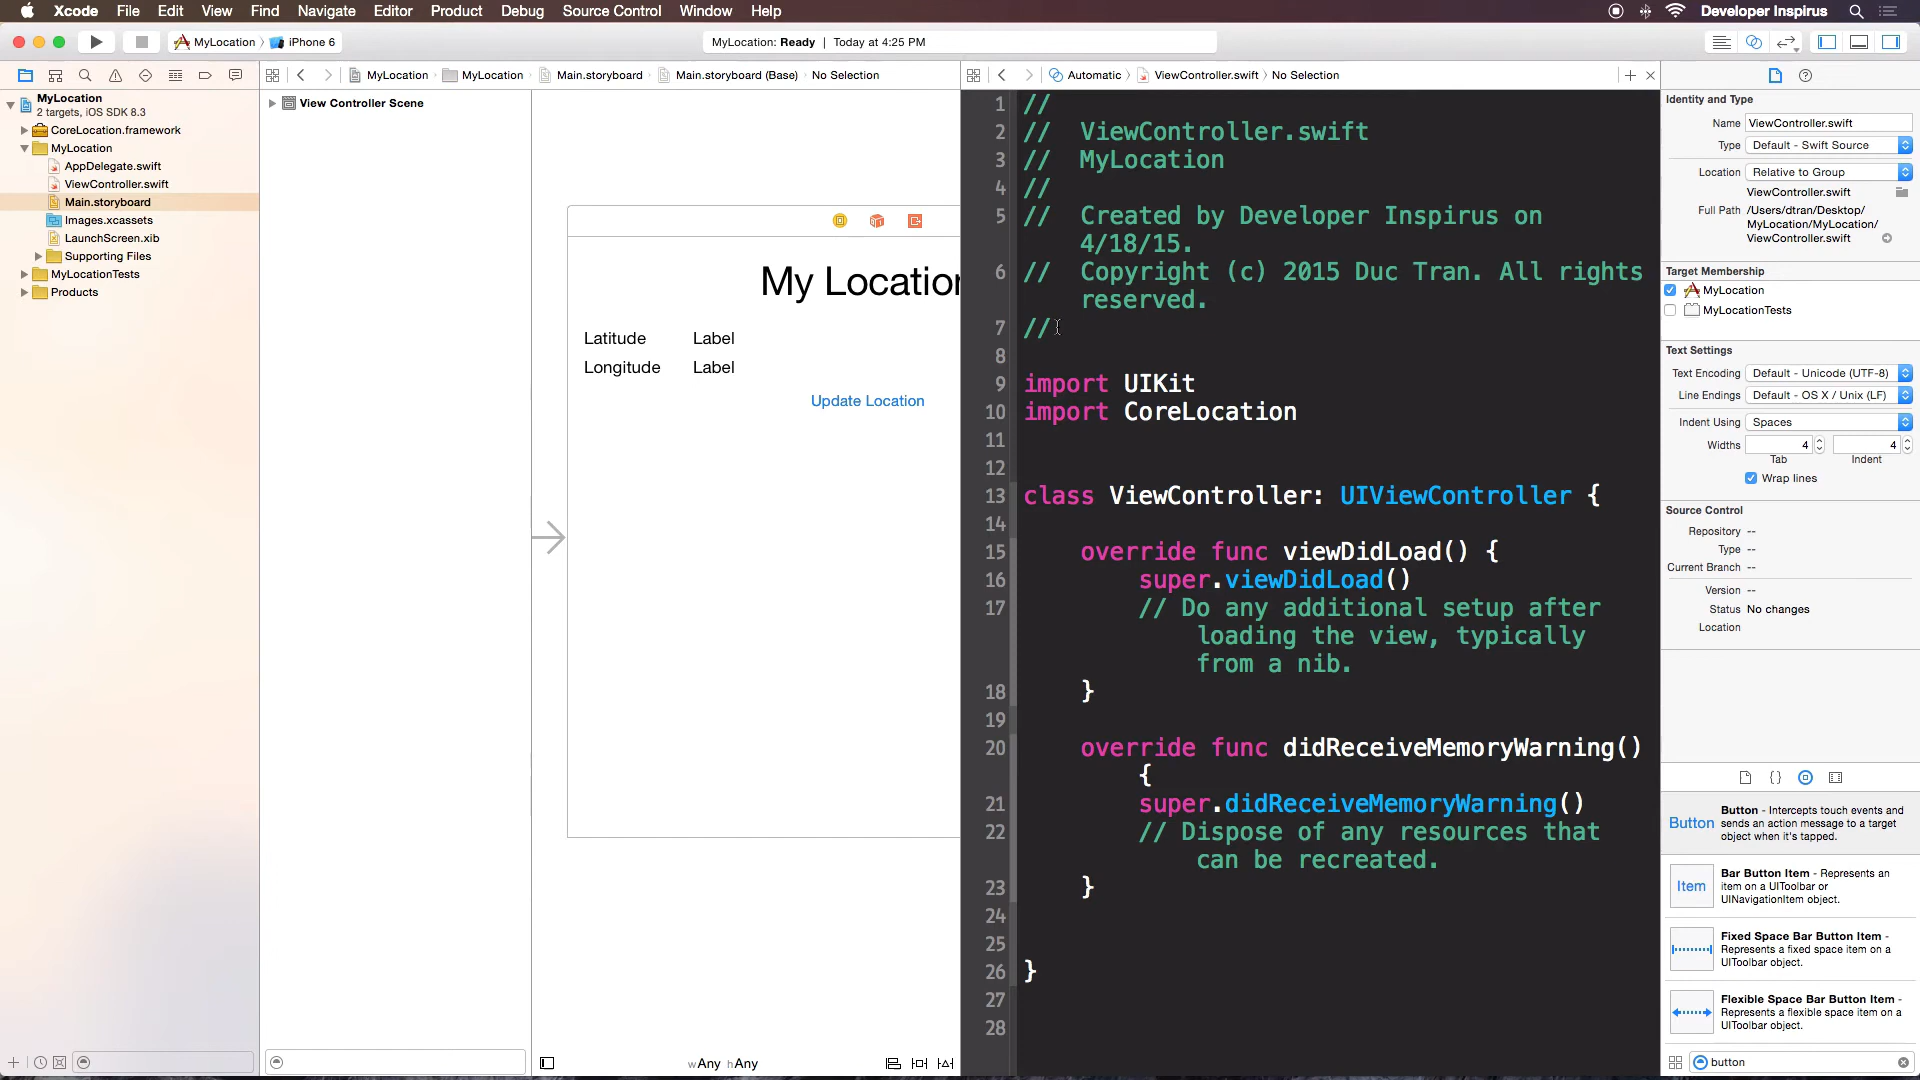 Xcode File Edit View Find Navigate Editor Product Debug Source Control Window Help Developer Inspirus
MyLocation iPhone 6
MyLocation: Ready | Today at 4:25 PM
MyLocation MyLocation Main.storyboard Main.storyboard (Base) No Selection
Automatic ViewController.swift No Selection
MyLocation
2 targets, iOS SDK 8.3
CoreLocation.framework
MyLocation
AppDelegate.swift
ViewController.swift
Main.storyboard
Images.xcassets
LaunchScreen.xib
Supporting Files
MyLocationTests
Products
View Controller Scene
My Location
Latitude Label
Longitude Label
Update Location
wAny hAny
1 //
2 // ViewController.swift
3 // MyLocation
4 //
5 // Created by Developer Inspirus on
4/18/15.
6 // Copyright (c) 2015 Duc Tran. All rights
reserved.
7 //
8
9 import UIKit
10 import CoreLocation
11
12
13 class ViewController: UIViewController {
14
15 override func viewDidLoad() {
16 super.viewDidLoad()
17 // Do any additional setup after
loading the view, typically
from a nib.
18 }
19
20 override func didReceiveMemoryWarning()
{
21 super.didReceiveMemoryWarning()
22 // Dispose of any resources that
can be recreated.
23 }
24
25
26 }
27
28
Identity and Type
Name ViewController.swift
Type Default - Swift Source
Location Relative to Group
ViewController.swift
Full Path /Users/dtran/Desktop/
MyLocation/MyLocation/
ViewController.swift
Target Membership
MyLocation
MyLocationTests
Text Settings
Text Encoding Default - Unicode (UTF-8)
Line Endings Default - OS X / Unix (LF)
Indent Using Spaces
Widths 4 4
Tab Indent
Wrap lines
Source Control
Repository --
Type --
Current Branch --
Version --
Status No changes
Location
Button
Button - Intercepts touch events and
sends an action message to a target
object when it's tapped.
Item
Bar Button Item - Represents an
item on a UIToolbar or
UINavigationItem object.
Fixed Space Bar Button Item -
Represents a fixed space item on a
UIToolbar object.
Flexible Space Bar Button Item -
Represents a flexible space item on a
UIToolbar object.
button